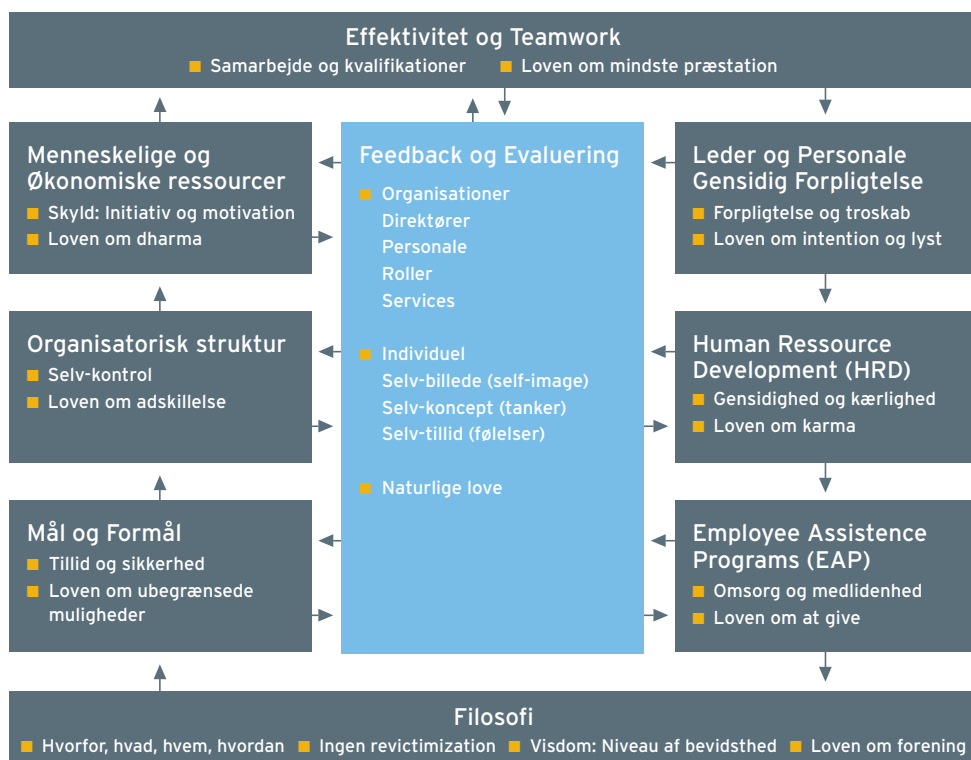 Effektivitet og Teamwork
Samarbejde og kvalifikationer
Loven om mindste præstation
Menneskelige og
Økonomiske ressourcer
Skyld: Initiativ og motivation
Loven om dharma
Feedback og Evaluering
Organisationer
Direktører
Personale
Roller
Services
Individuel
Selv-billede (self-image)
Selv-koncept (tanker)
Selv-tillid (følelser)
Naturlige love
Leder og Personale
Gensidig Forpligtelse
Forpligtelse og troskab
Loven om intention og lyst
Organisatorisk struktur
Selv-kontrol
Loven om adskillelse
Human Ressource
Development (HRD)
Gensidighed og kærlighed
Loven om karma
Mål og Formål
Tillid og sikkerhed
Loven om ubegrænsede
muligheder
Employee Assistence
Programs (EAP)
Omsorg og medlidenhed
Loven om at give
Filosofi
Hvorfor, hvad, hvem, hvordan
Ingen revictimization
Visdom: Niveau af bevidsthed
Loven om forening